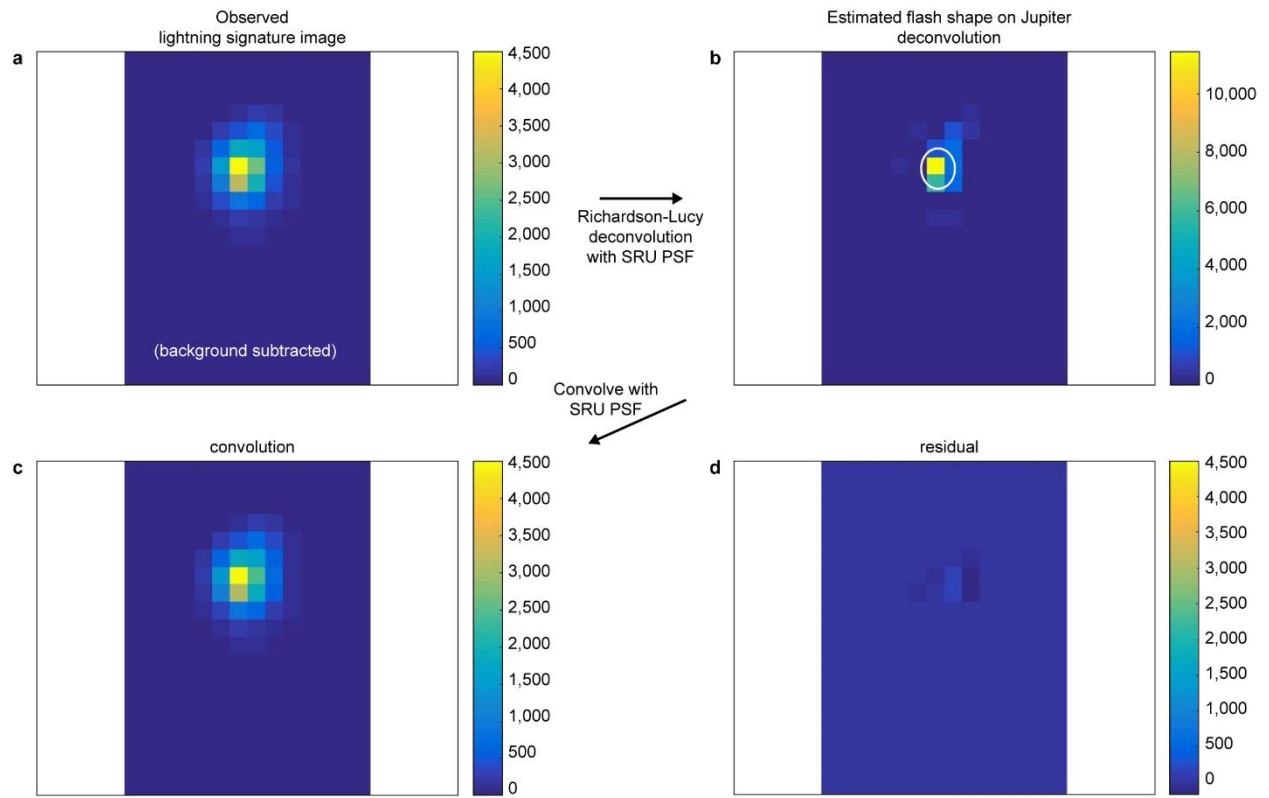 Observed
lightning signature image
a
4,500
4,000
3,500
3,000
2,500
2,000
1,500
1,000
500
0
(background subtracted)
Richardson-Lucy
deconvolution
with SRU PSF
Estimated flash shape on Jupiter
deconvolution
b
10,000
8,000
6,000
4,000
2,000
0
Convolve with
SRU PSF
convolution
c
4,500
4,000
3,500
3,000
2,500
2,000
1,500
1,000
500
0
residual
d
4,500
4,000
3,500
3,000
2,500
2,000
1,500
1,000
500
0